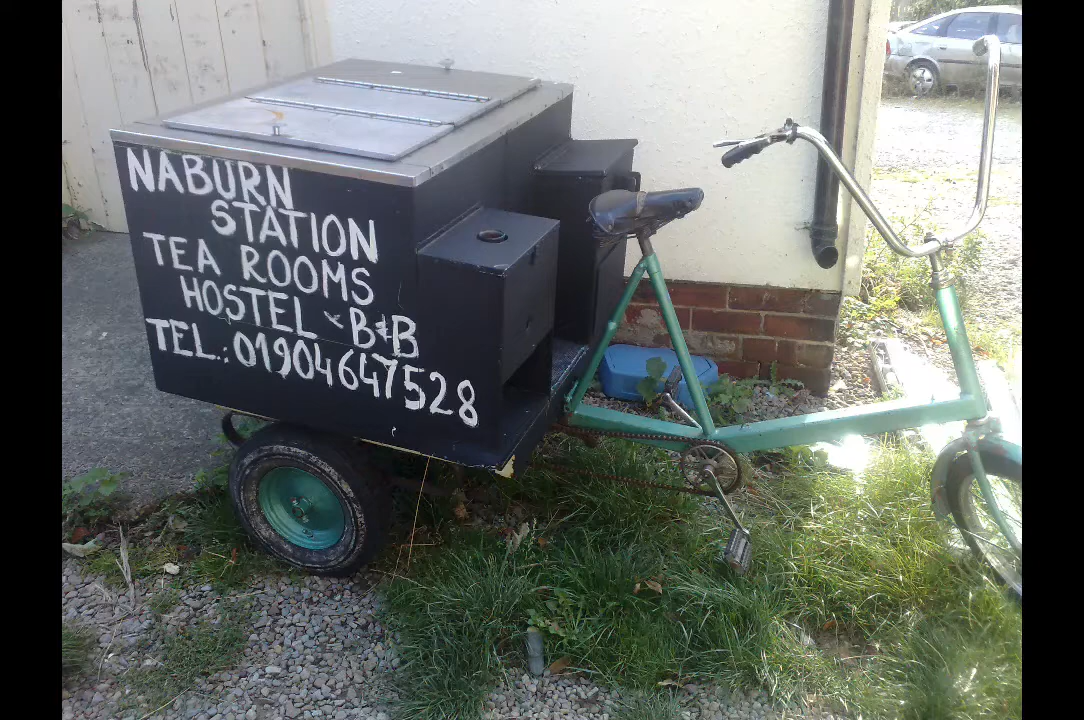 NABURN
STATION
TEA ROOMS
HOSTEL & B&B
TEL.: 01904647528